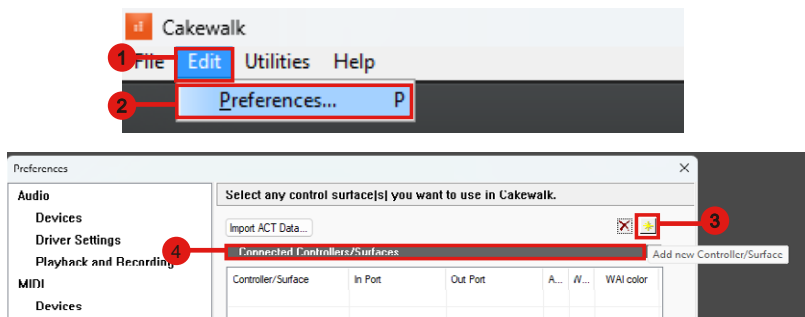 Cakewalk
1 File Edit Utilities Help
2 Preferences... P
Preferences
Audio
Select any control surface[s] you want to use in Cakewalk.
Devices
Import ACT Data...
3
Driver Settings
4 Connected Controllers/Surfaces
Add new Controller/Surface
Playback and Recording
MIDI
Controller/Surface In Port Out Port A... W... WAI color
Devices